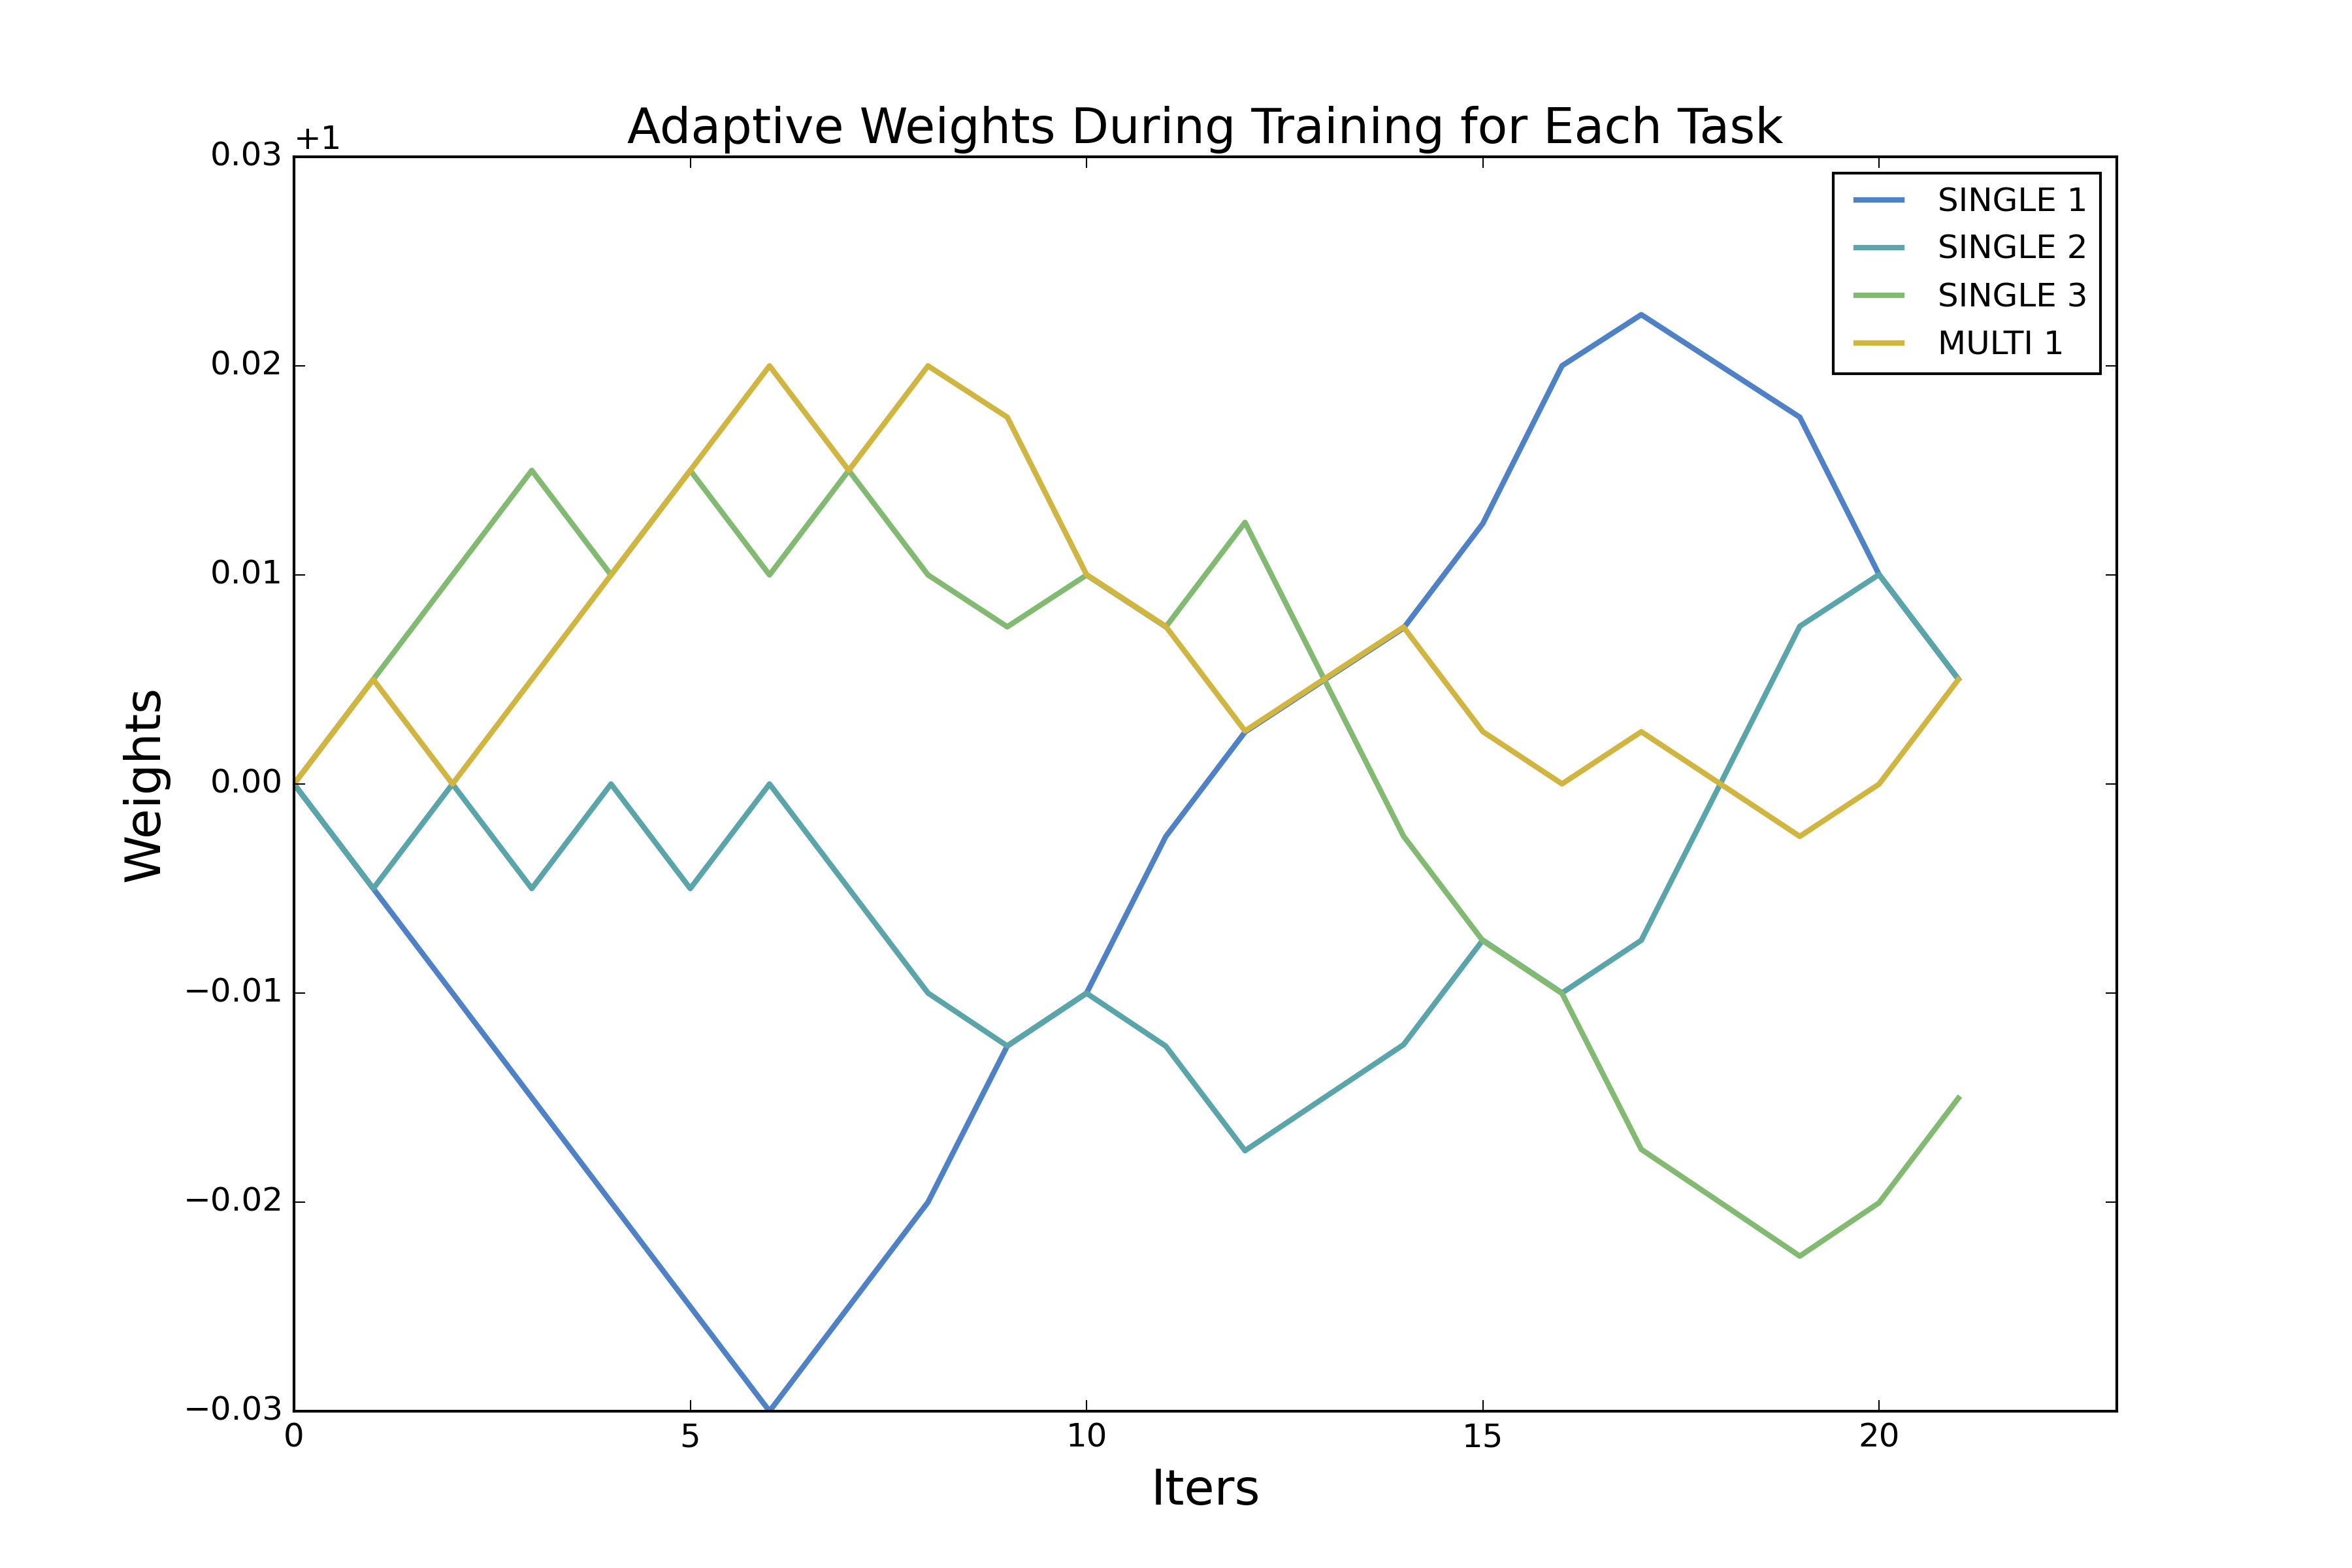 Adaptive Weights During Training for Each Task
+1
0.03
0.02
0.01
0.00
−0.01
−0.02
−0.03
Weights
0 5 10 15 20
Iters
SINGLE 1
SINGLE 2
SINGLE 3
MULTI 1